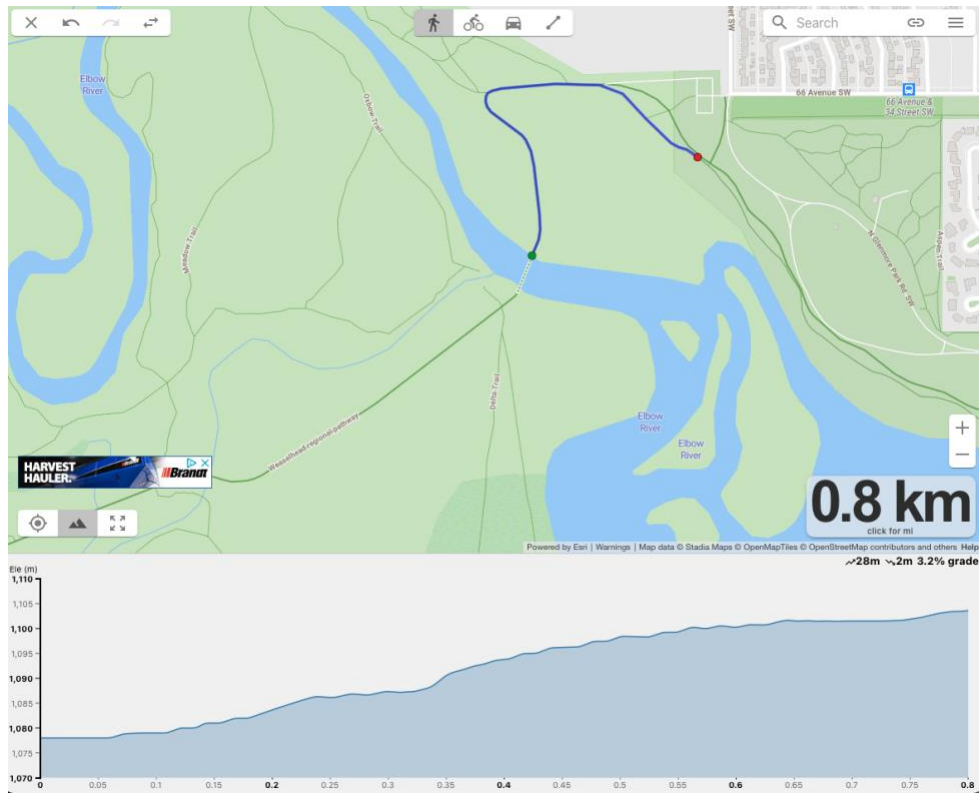 Search
Elbow
River
Oxbow Trail
Meadow Trail
66 Avenue SW
66 Avenue &
34 Street SW
Aspen Trail
N Glenmore Park Rd. SW
Delta Trail
Weaselhead regional pathway
Elbow
River
Elbow
River
HARVEST
HAULER.
Brandt
+
−
0.8 km
click for mi
Powered by Esri | Warnings | Map data © Stadia Maps © OpenMapTiles © OpenStreetMap contributors and others Help
28m 2m 3.2% grade
Ele (m)
1,110
1,105
1,100
1,095
1,090
1,085
1,080
1,075
1,070
0 0.05 0.1 0.15 0.2 0.25 0.3 0.35 0.4 0.45 0.5 0.55 0.6 0.65 0.7 0.75 0.8